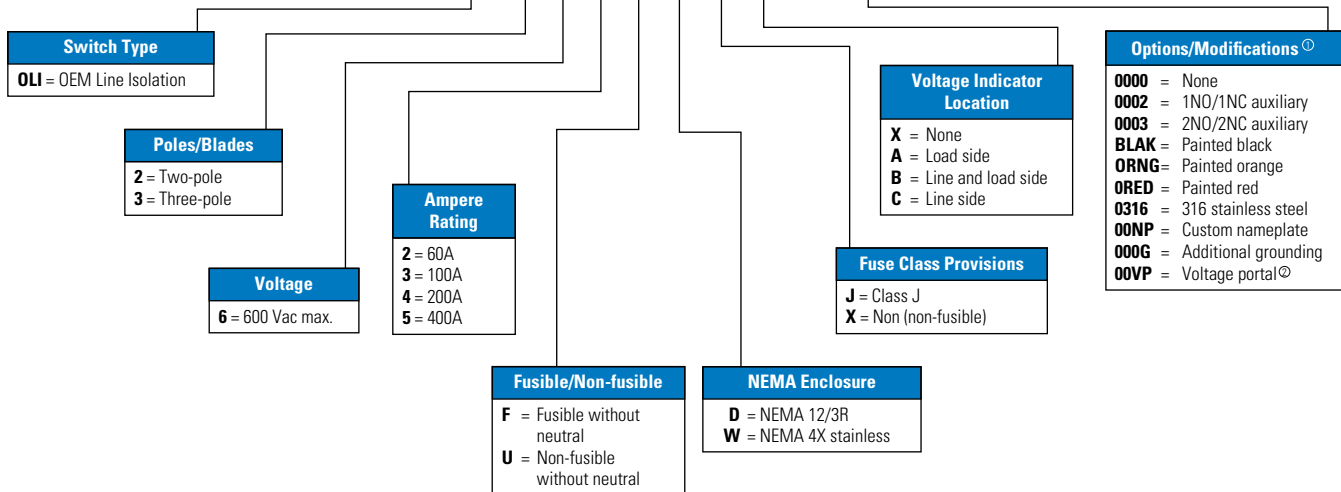 Switch Type
OLI = OEM Line Isolation
Poles/Blades
2 = Two-pole
3 = Three-pole
Voltage
6 = 600 Vac max.
Ampere
Rating
2 = 60A
3 = 100A
4 = 200A
5 = 400A
Fusible/Non-fusible
F = Fusible without
neutral
U = Non-fusible
without neutral
NEMA Enclosure
D = NEMA 12/3R
W = NEMA 4X stainless
Fuse Class Provisions
J = Class J
X = Non (non-fusible)
Voltage Indicator
Location
X = None
A = Load side
B = Line and load side
C = Line side
Options/Modifications ①
0000 = None
0002 = 1NO/1NC auxiliary
0003 = 2NO/2NC auxiliary
BLAK = Painted black
ORNG= Painted orange
0RED = Painted red
0316 = 316 stainless steel
00NP = Custom nameplate
000G = Additional grounding
00VP = Voltage portal②